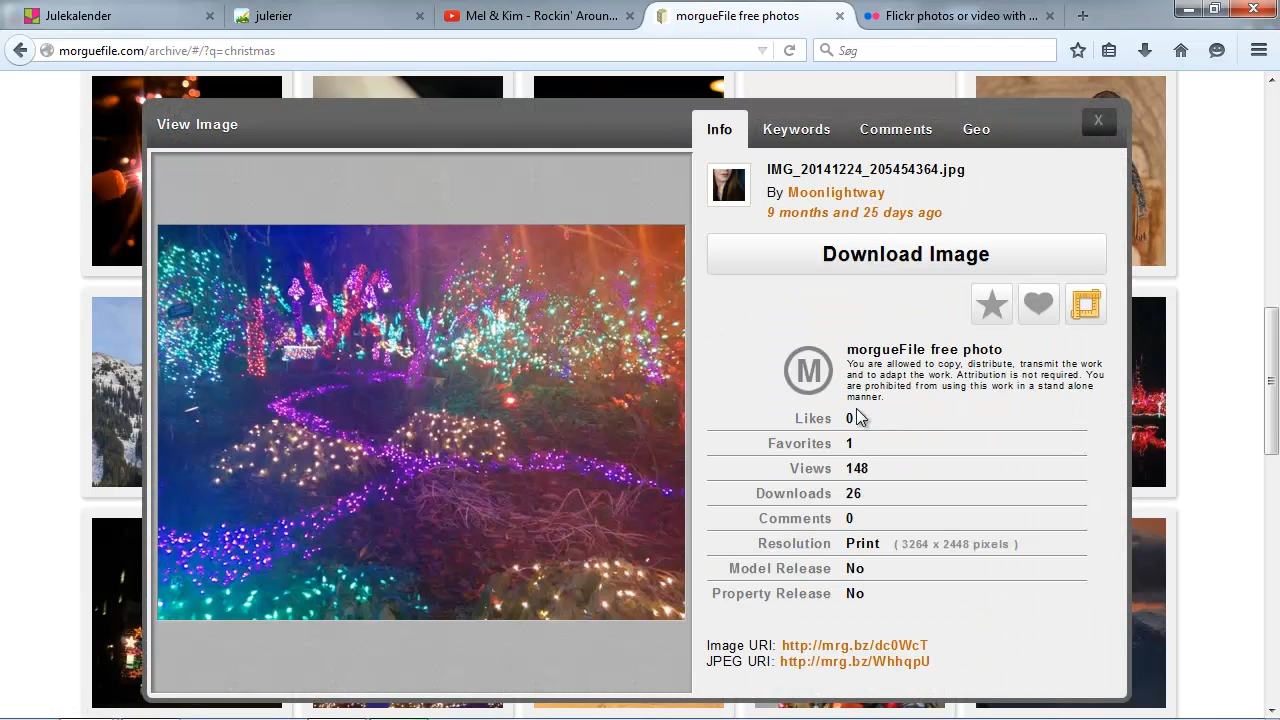 Julekalender
julerier
Mel & Kim - Rockin' Aroun...
morgueFile free photos
Flickr photos or video with ...
morguefile.com/archive/#/?q=christmas
Søg
View Image
Info
Keywords
Comments
Geo
X
IMG_20141224_205454364.jpg
By Moonlightway
9 months and 25 days ago
Download Image
M
morgueFile free photo
You are allowed to copy, distribute, transmit the work
and to adapt the work. Attribution is not required. You
are prohibited from using this work in a stand alone
manner.
Likes 0
Favorites 1
Views 148
Downloads 26
Comments 0
Resolution Print ( 3264 x 2448 pixels )
Model Release No
Property Release No
Image URI: http://mrg.bz/dc0WcT
JPEG URI: http://mrg.bz/WhhqpU